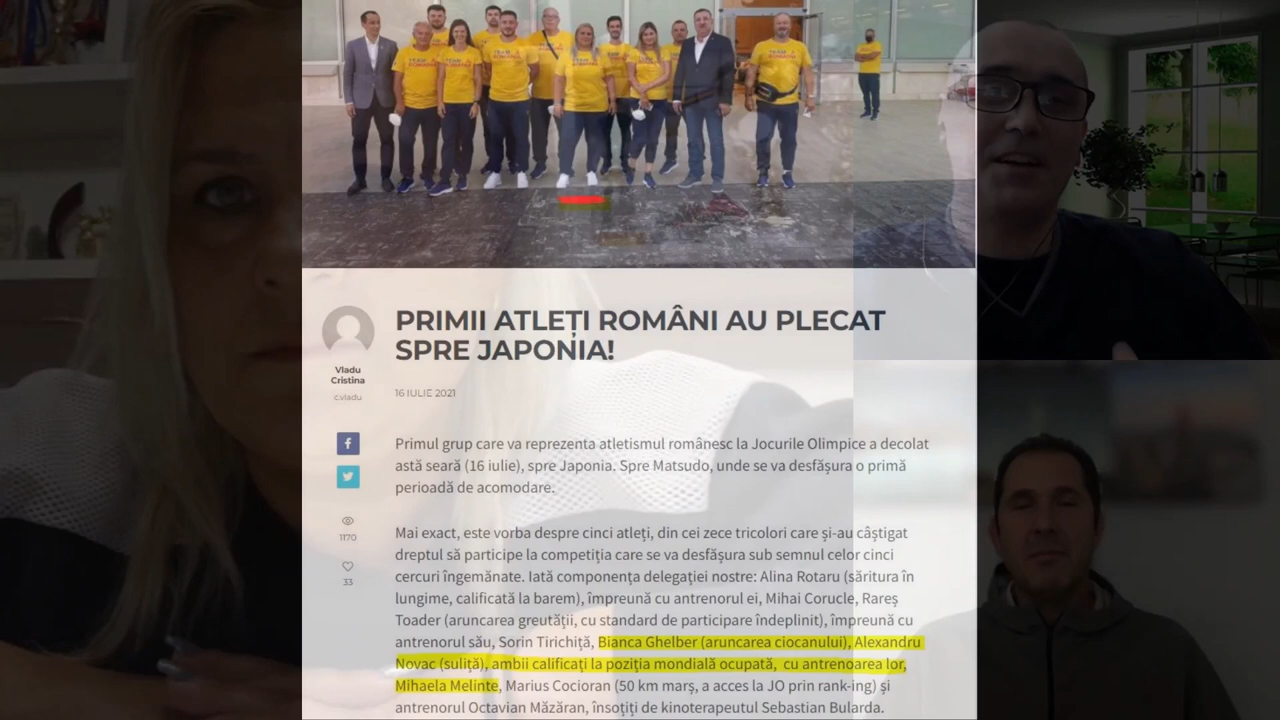 PRIMII ATLEȚI ROMÂNI AU PLECAT
SPRE JAPONIA!
Vladu
Cristina
c.vladu
16 IULIE 2021
1170
33
Primul grup care va reprezenta atletismul românesc la Jocurile Olimpice a decolat
astă seară (16 iulie), spre Japonia. Spre Matsudo, unde se va desfășura o primă
perioadă de acomodare.
Mai exact, este vorba despre cinci atleți, din cei zece tricolori care și-au câștigat
dreptul să participe la competiția care se va desfășura sub semnul celor cinci
cercuri îngemănate. Iată componența delegației nostre: Alina Rotaru (săritura în
lungime, calificată la barem), împreună cu antrenorul ei, Mihai Corucle, Rareș
Toader (aruncarea greutății, cu standard de participare îndeplinit), împreună cu
antrenorul său, Sorin Tirichiță, Bianca Ghelber (aruncarea ciocanului), Alexandru
Novac (suliță), ambii calificați la poziția mondială ocupată,  cu antrenoarea lor,
Mihaela Melinte, Marius Cocioran (50 km marș, a acces la JO prin rank-ing) și
antrenorul Octavian Măzăran, însoțiți de kinoterapeutul Sebastian Bularda.